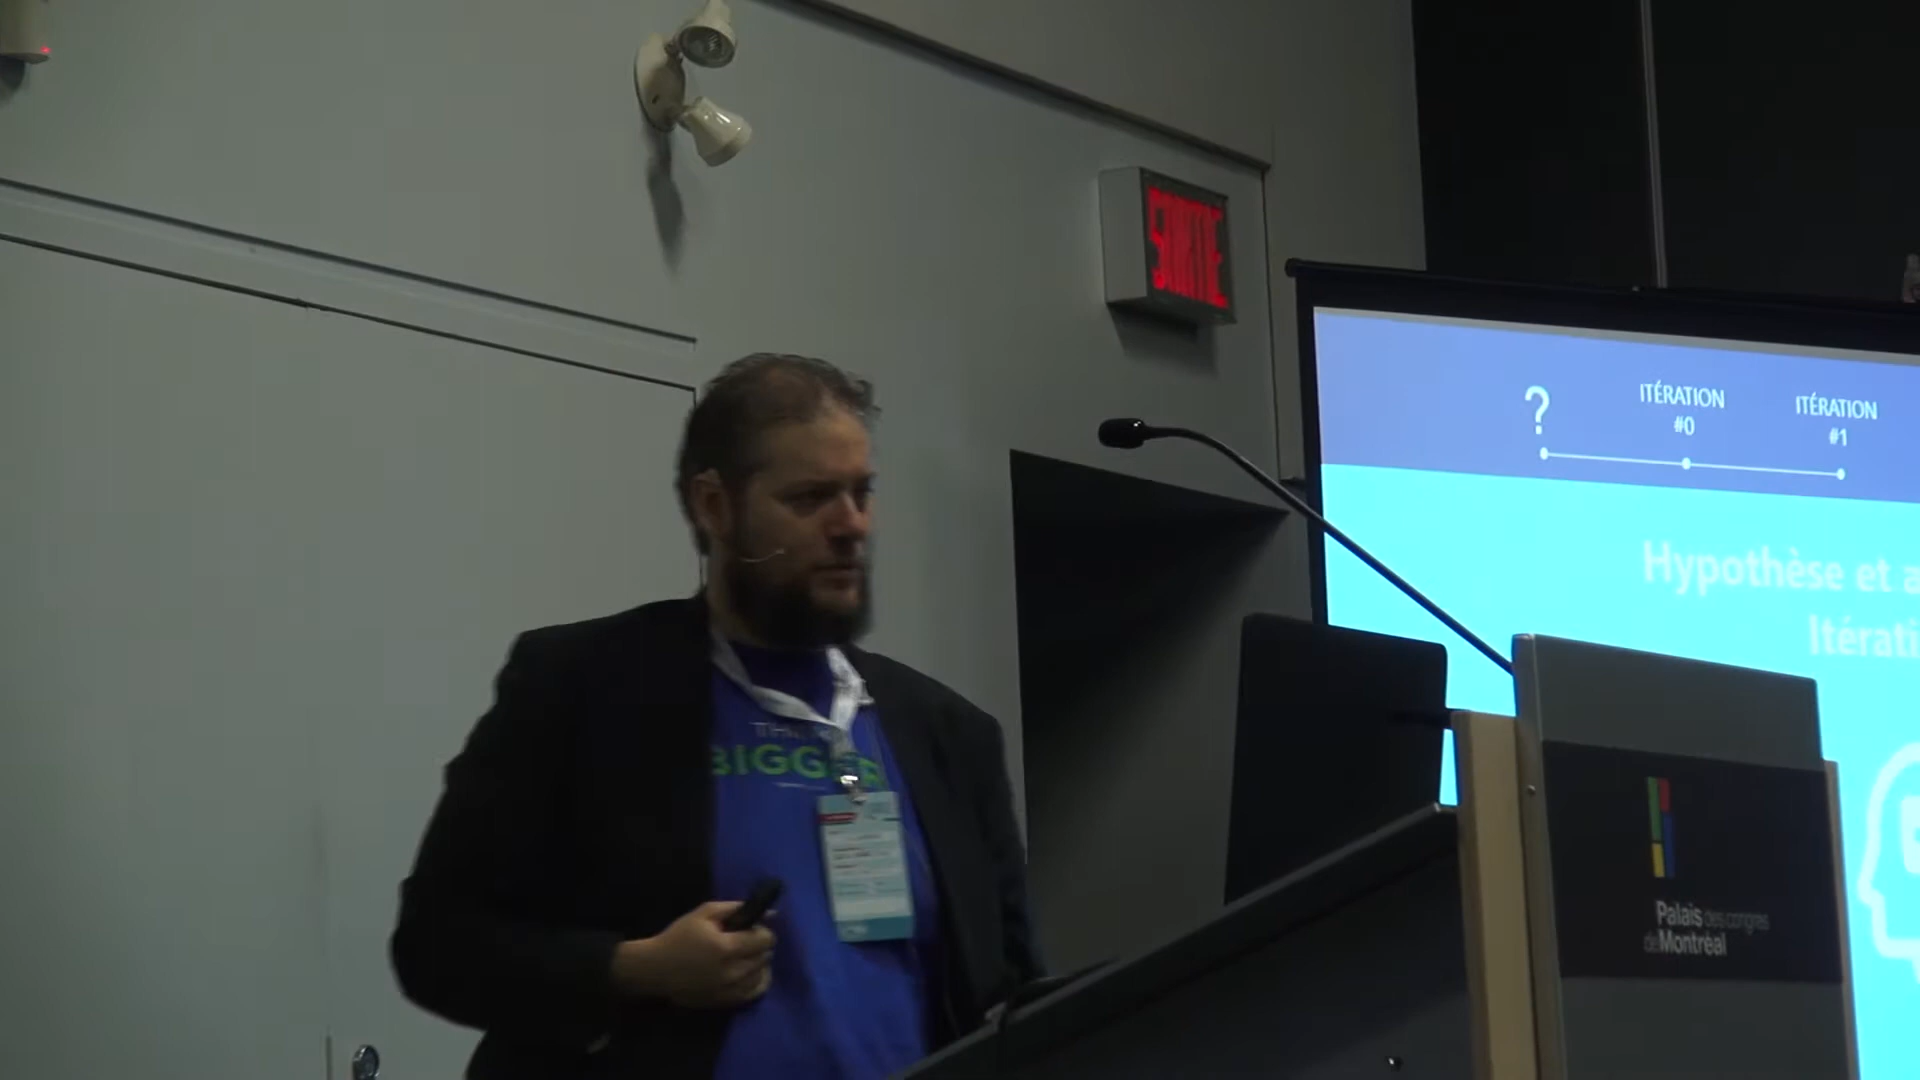 SORTIE
?
ITÉRATION
#0
ITÉRATION
#1
Hypothèse et a
Itérati
BIGGER
Palais des congrès
de Montréal